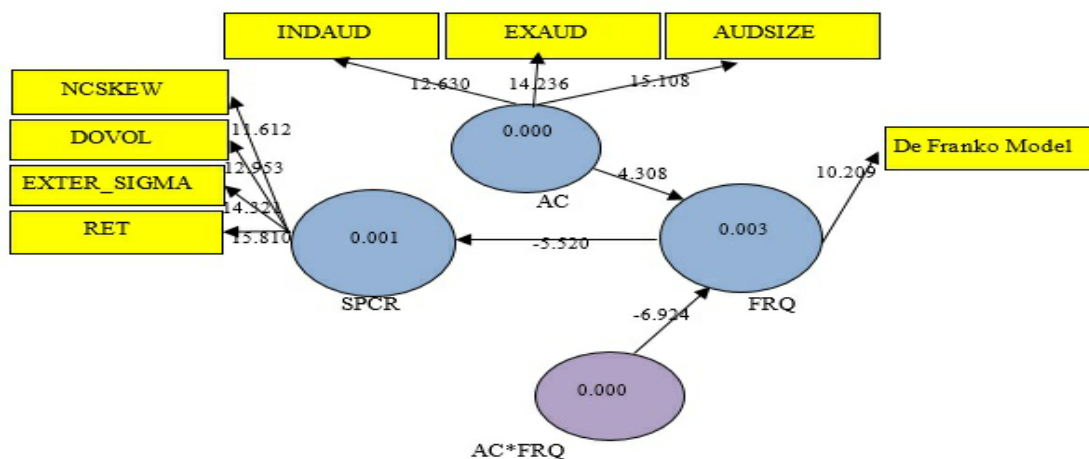 INDAUD
EXAUD
AUDSIZE
12.630
14.236
15.108
NCSKEW
11.612
DOVOL
12.953
EXTER_SIGMA
14.321
RET
15.810
0.000
AC
4.308
De Franko Model
10.209
0.001
SPCR
-5.520
0.003
FRQ
-6.924
0.000
AC*FRQ